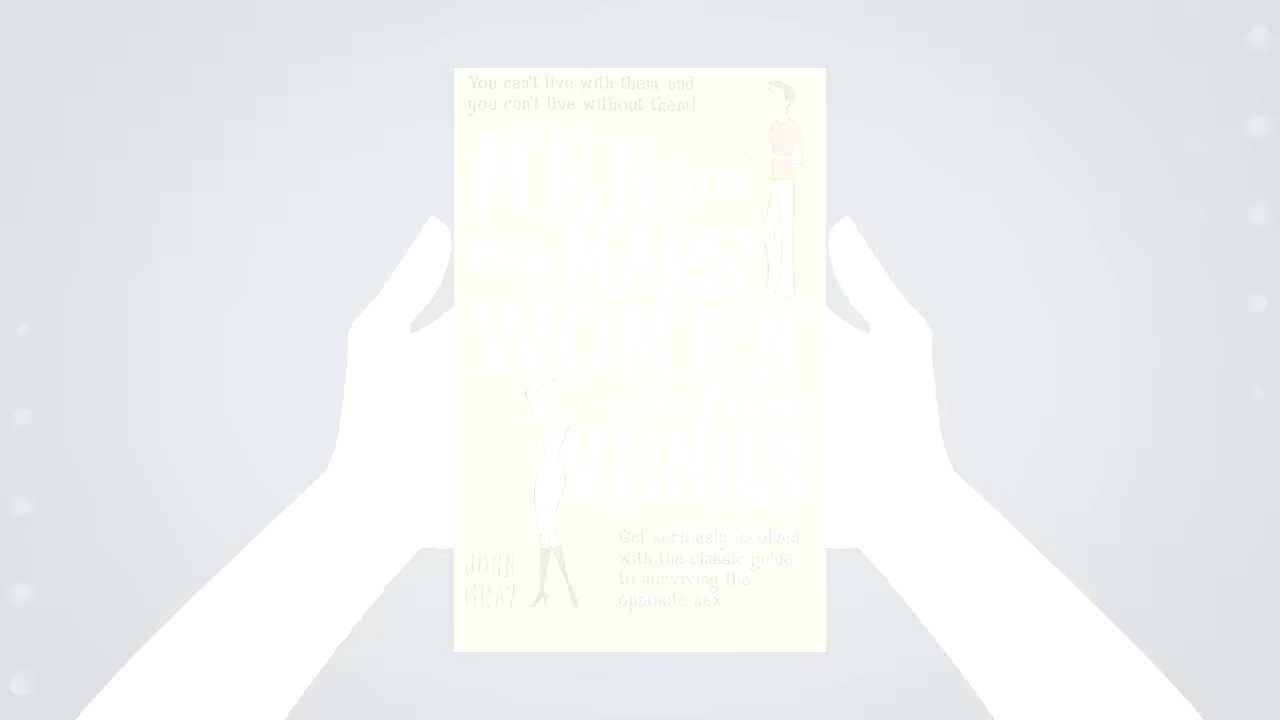 You can't live with them, and
you can't live without them!
MEN are
from MARS
WOMEN
are from
VENUS
Get seriously involved
with the classic guide
to surviving the
opposite sex.
JOHN
GRAY